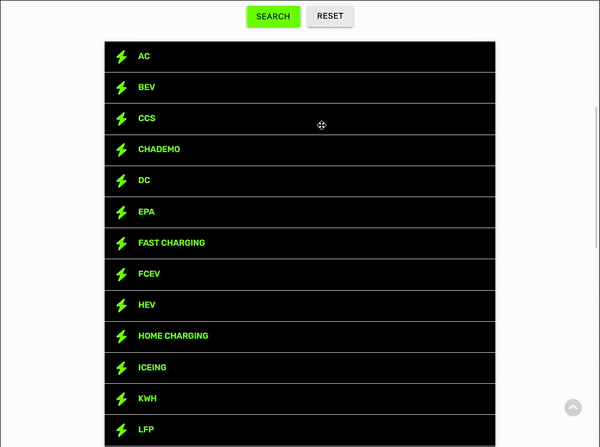 SEARCH
RESET
AC
BEV
CCS
CHADEMO
DC
EPA
FAST CHARGING
FCEV
HEV
HOME CHARGING
ICEING
KWH
LFP